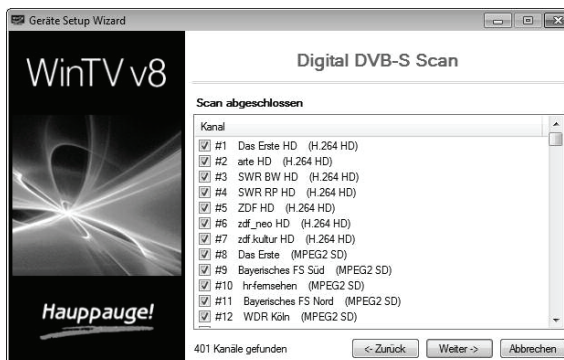 Geräte Setup Wizard
WinTV v8
Digital DVB-S Scan
Scan abgeschlossen
Kanal
#1 Das Erste HD (H.264 HD)
#2 arte HD (H.264 HD)
#3 SWR BW HD (H.264 HD)
#4 SWR RP HD (H.264 HD)
#5 ZDF HD (H.264 HD)
#6 zdf_neo HD (H.264 HD)
#7 zdf.kultur HD (H.264 HD)
#8 Das Erste (MPEG2 SD)
#9 Bayerisches FS Süd (MPEG2 SD)
#10 hr-fernsehen (MPEG2 SD)
#11 Bayerisches FS Nord (MPEG2 SD)
#12 WDR Köln (MPEG2 SD)
Hauppauge!
401 Kanäle gefunden
<- Zurück
Weiter ->
Abbrechen